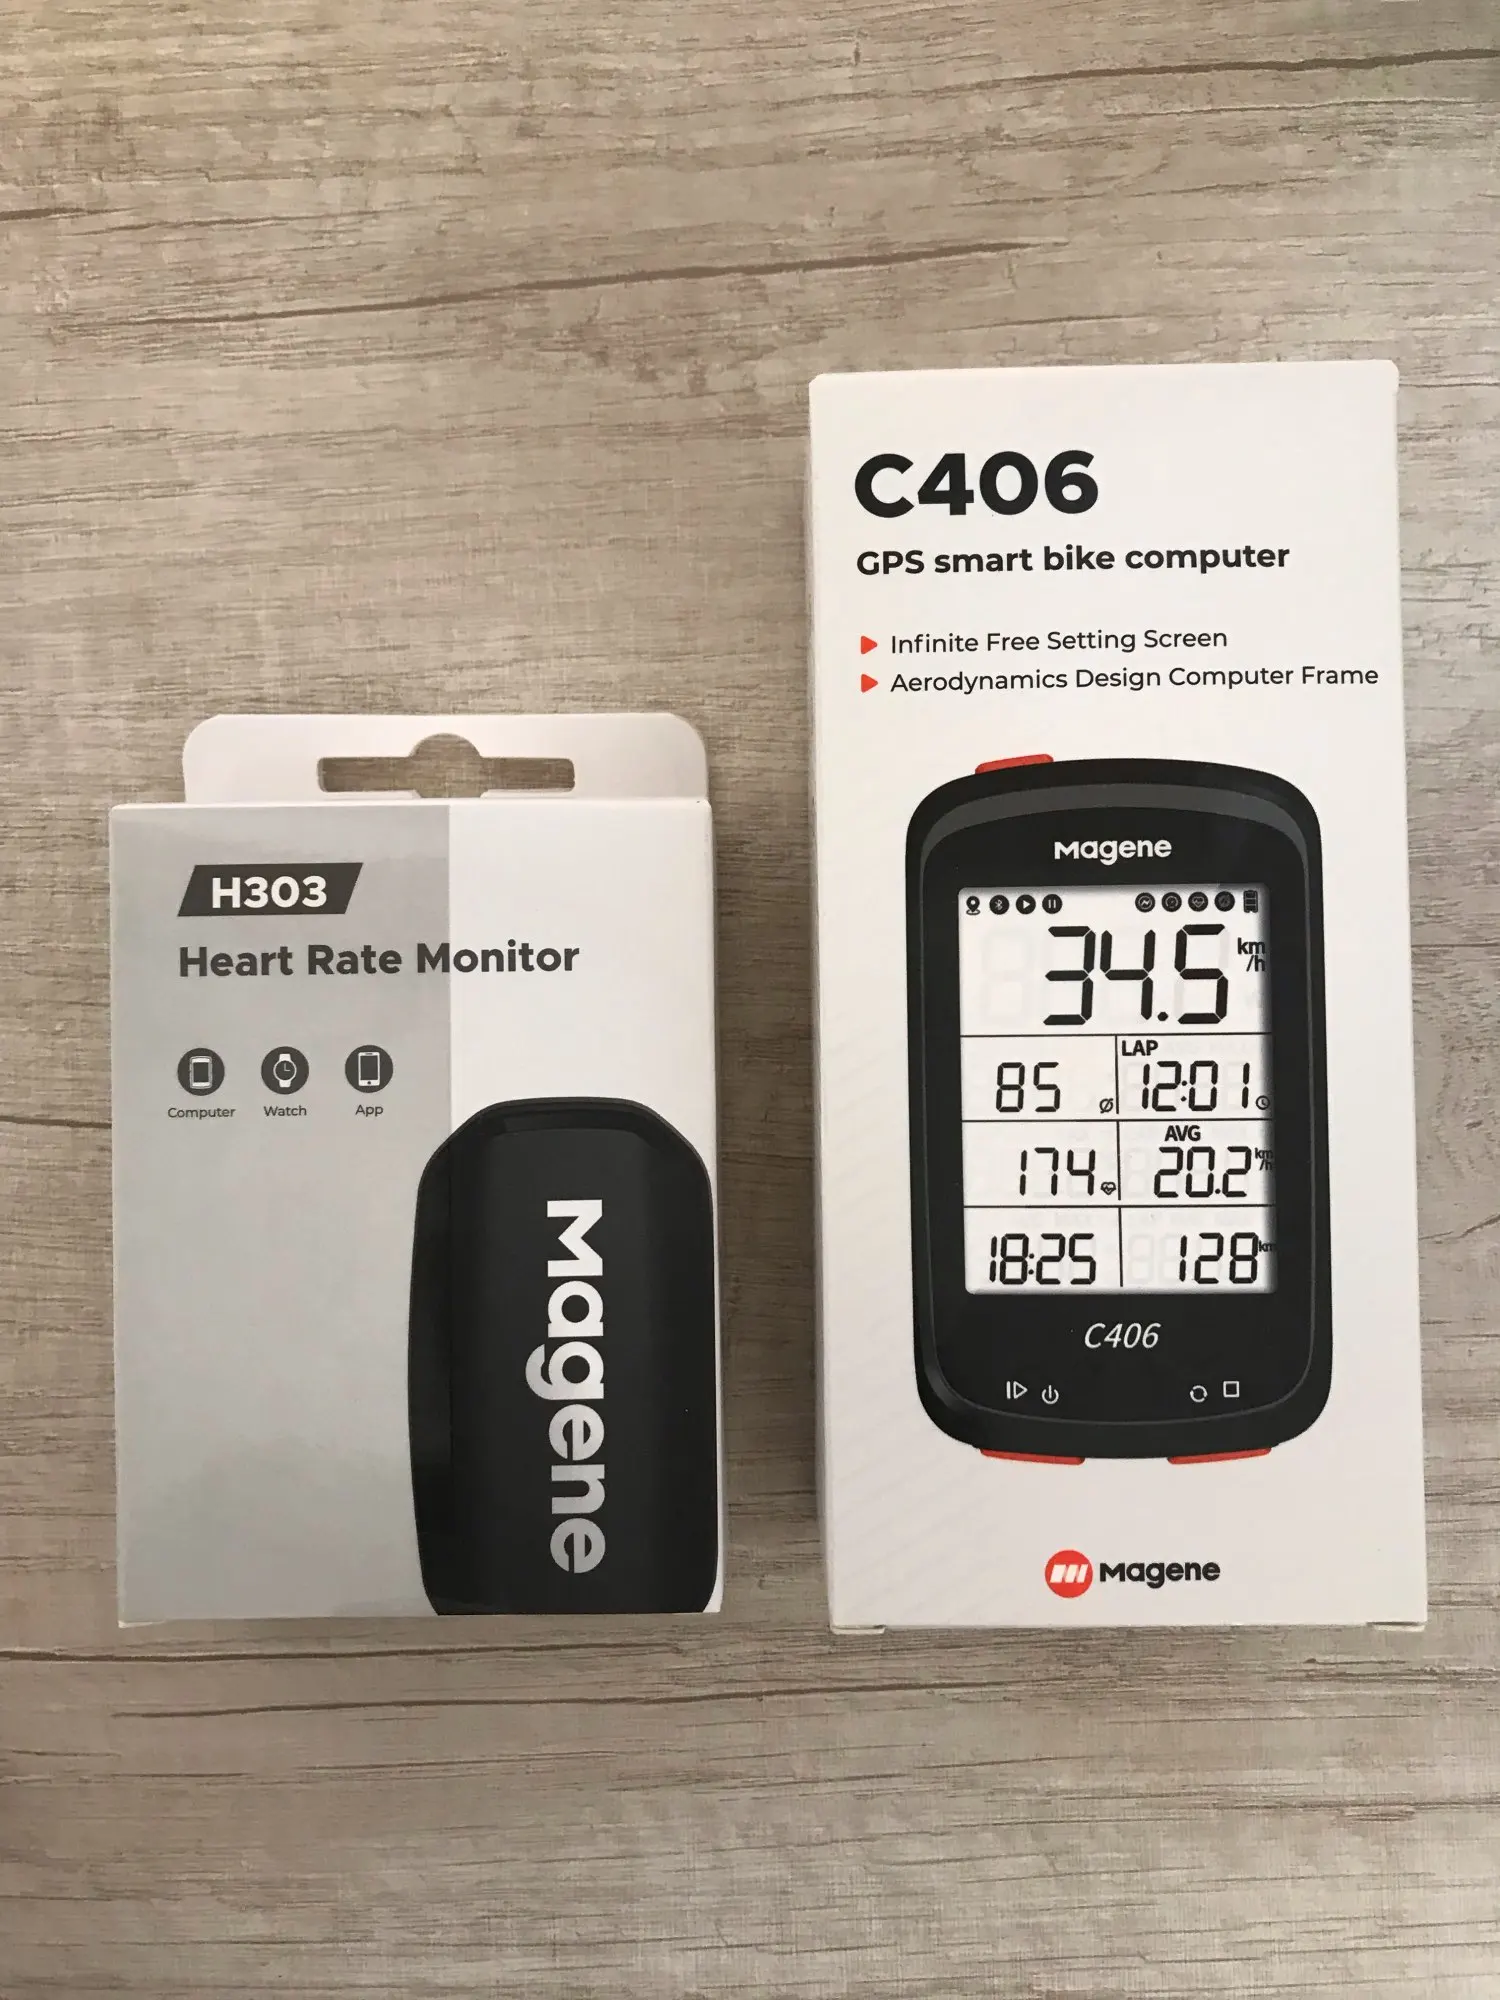 H303
Heart Rate Monitor
Computer
Watch
App
Magene
C406
GPS smart bike computer
Infinite Free Setting Screen
Aerodynamics Design Computer Frame
Magene
34.5 km/h
85
LAP
12:01
174
AVG
20.2 km/h
18:25
128 km
C406
Magene